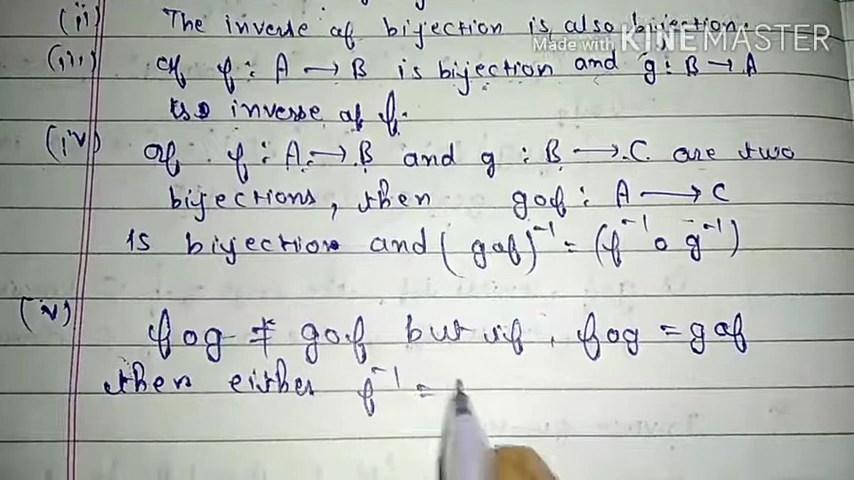 (ii) The inverse of bijection is also bijection.
Made with KINEMASTER
(iii) If f : A → B is bijection and g : B → A
is inverse of f.
(iv) If f : A → B and g : B → C are two
bijections, then gof : A → C
is bijection and (gof)⁻¹ = (f⁻¹ o g⁻¹)
(v) fog ≠ gof but if, fog = gof
then either f⁻¹ =